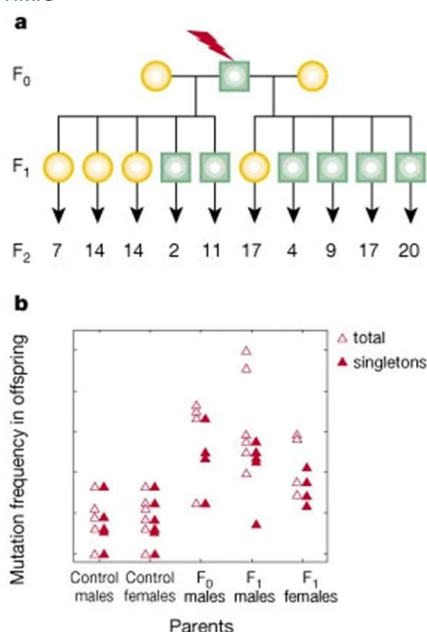 a
F₀
F₁
F₂ 7 14 14 2 11 17 4 9 17 20
b
total
singletons
Mutation frequency in offspring
Control males
Control females
F₀ males
F₁ males
F₁ females
Parents